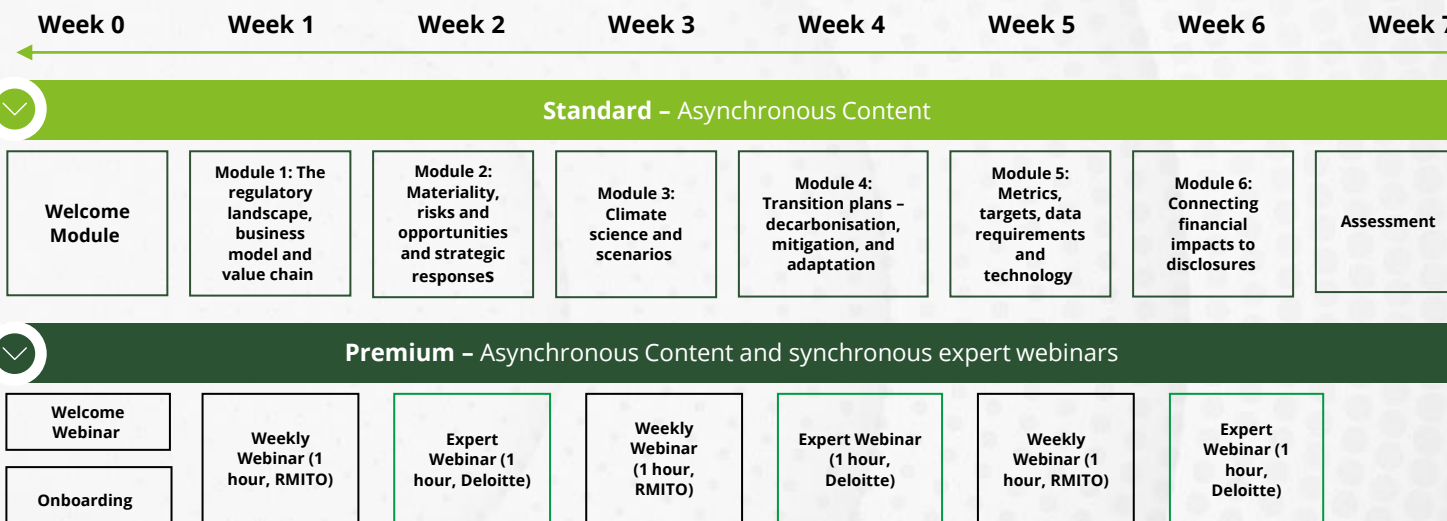 Week 0 Week 1 Week 2 Week 3 Week 4 Week 5 Week 6 Week 7
Standard – Asynchronous Content
Welcome
Module
Module 1: The
regulatory
landscape,
business
model and
value chain
Module 2:
Materiality,
risks and
opportunities
and strategic
responses
Module 3:
Climate
science and
scenarios
Module 4:
Transition plans –
decarbonisation,
mitigation, and
adaptation
Module 5:
Metrics,
targets, data
requirements
and
technology
Module 6:
Connecting
financial
impacts to
disclosures
Assessment
Premium – Asynchronous Content and synchronous expert webinars
Welcome
Webinar
Onboarding
Weekly
Webinar (1
hour, RMITO)
Expert
Webinar (1
hour, Deloitte)
Weekly
Webinar
(1 hour,
RMITO)
Expert Webinar
(1 hour,
Deloitte)
Weekly
Webinar (1
hour, RMITO)
Expert
Webinar (1
hour,
Deloitte)